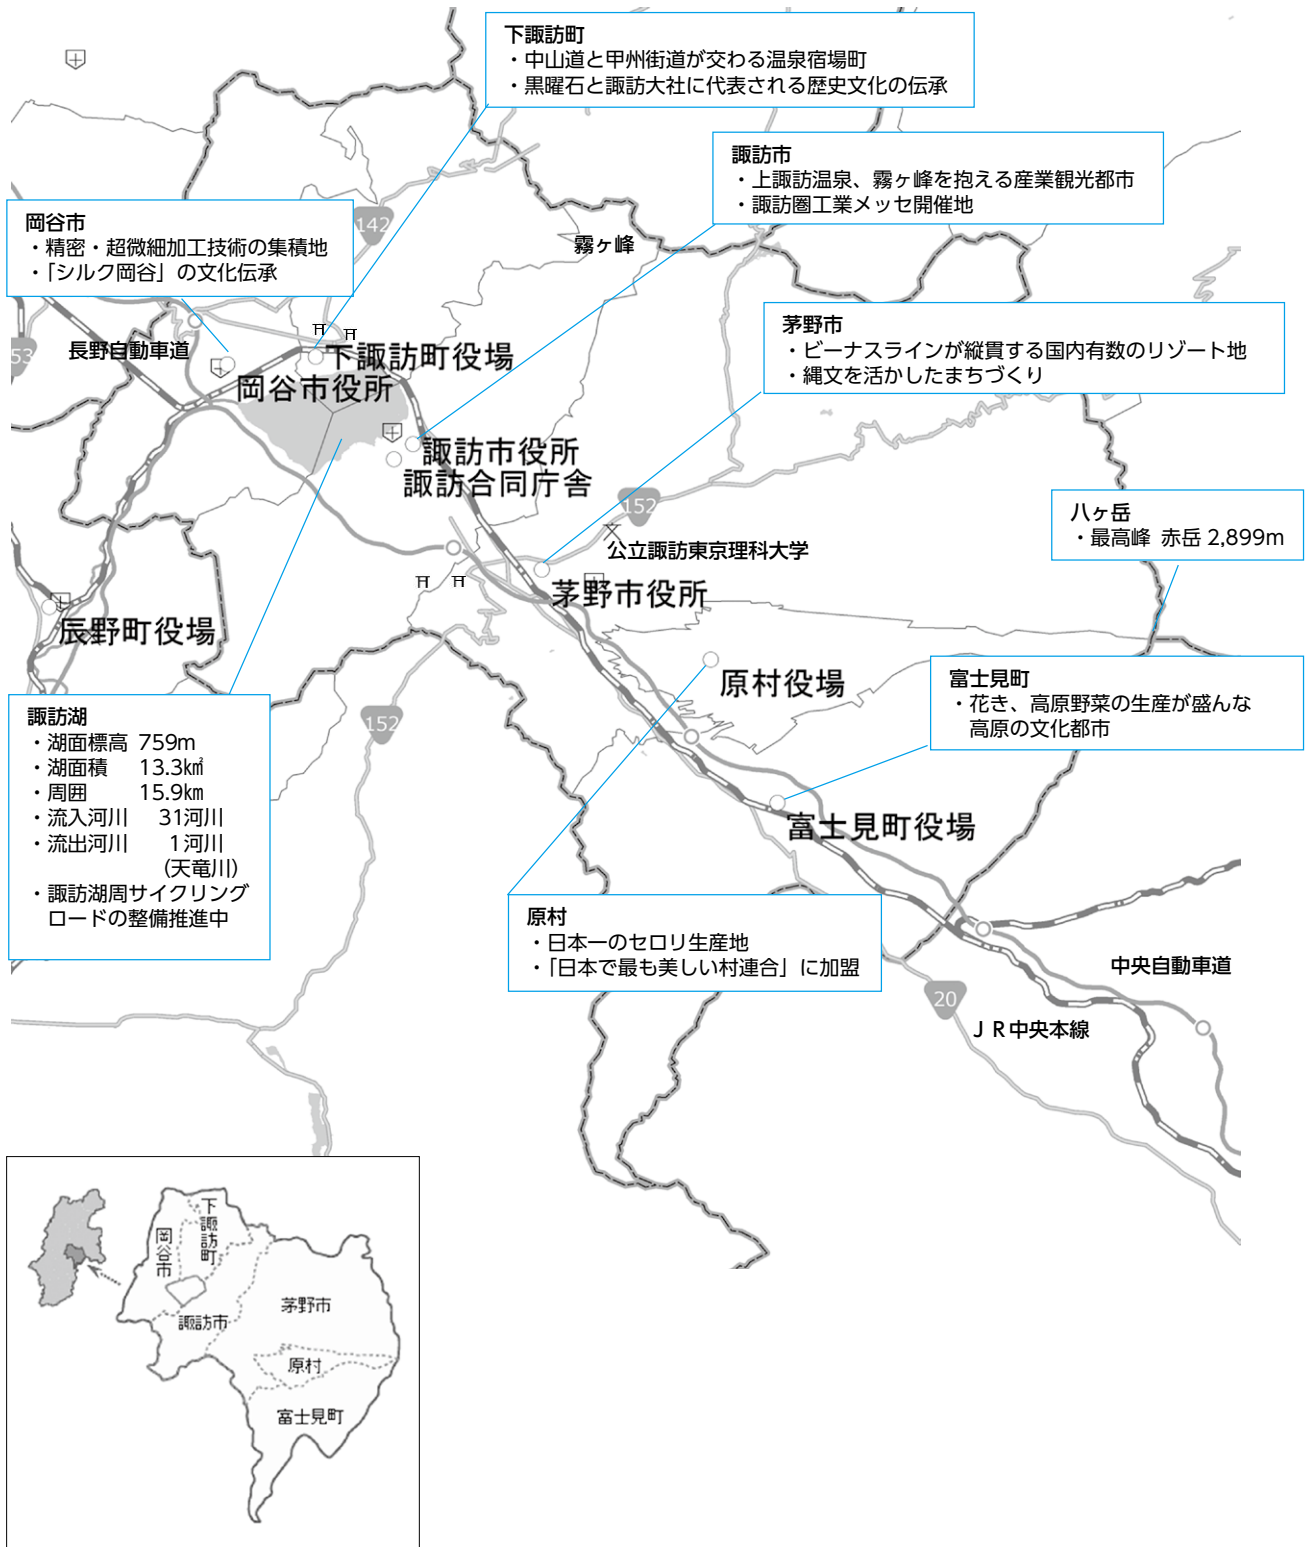 下諏訪町
・中山道と甲州街道が交わる温泉宿場町
・黒曜石と諏訪大社に代表される歴史文化の伝承
諏訪市
・上諏訪温泉、霧ヶ峰を抱える産業観光都市
・諏訪圏工業メッセ開催地
岡谷市
・精密・超微細加工技術の集積地
・「シルク岡谷」の文化伝承
142
霧ヶ峰
茅野市
・ビーナスラインが縦貫する国内有数のリゾート地
・縄文を活かしたまちづくり
53
長野自動車道
下諏訪町役場
岡谷市役所
諏訪市役所
諏訪合同庁舎
152
八ヶ岳
・最高峰 赤岳 2,899m
公立諏訪東京理科大学
茅野市役所
辰野町役場
原村役場
富士見町
・花き、高原野菜の生産が盛んな
高原の文化都市
諏訪湖
・湖面標高 759m
・湖面積 13.3㎢
・周囲 15.9㎞
・流入河川 31河川
・流出河川 1河川
(天竜川)
・諏訪湖周サイクリング
ロードの整備推進中
152
富士見町役場
原村
・日本一のセロリ生産地
・「日本で最も美しい村連合」に加盟
中央自動車道
20
ＪＲ中央本線
下諏訪町
岡谷市
茅野市
諏訪市
原村
富士見町